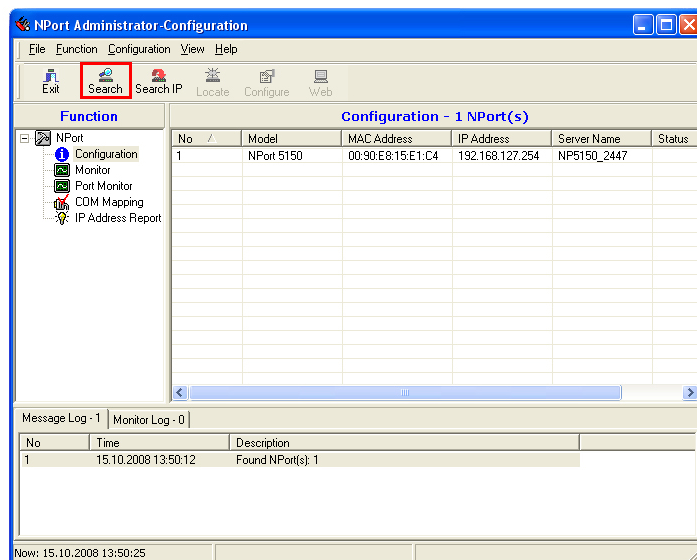 NPort Administrator-Configuration
File Function Configuration View Help
Exit Search Search IP Locate Configure Web
Function
Configuration - 1 NPort(s)
NPort
Configuration
Monitor
Port Monitor
COM Mapping
IP Address Report
No Model MAC Address IP Address Server Name Status
1 NPort 5150 00:90:E8:15:E1:C4 192.168.127.254 NP5150_2447
Message Log - 1 Monitor Log - 0
No Time Description
1 15.10.2008 13:50:12 Found NPort(s): 1
Now: 15.10.2008 13:50:25